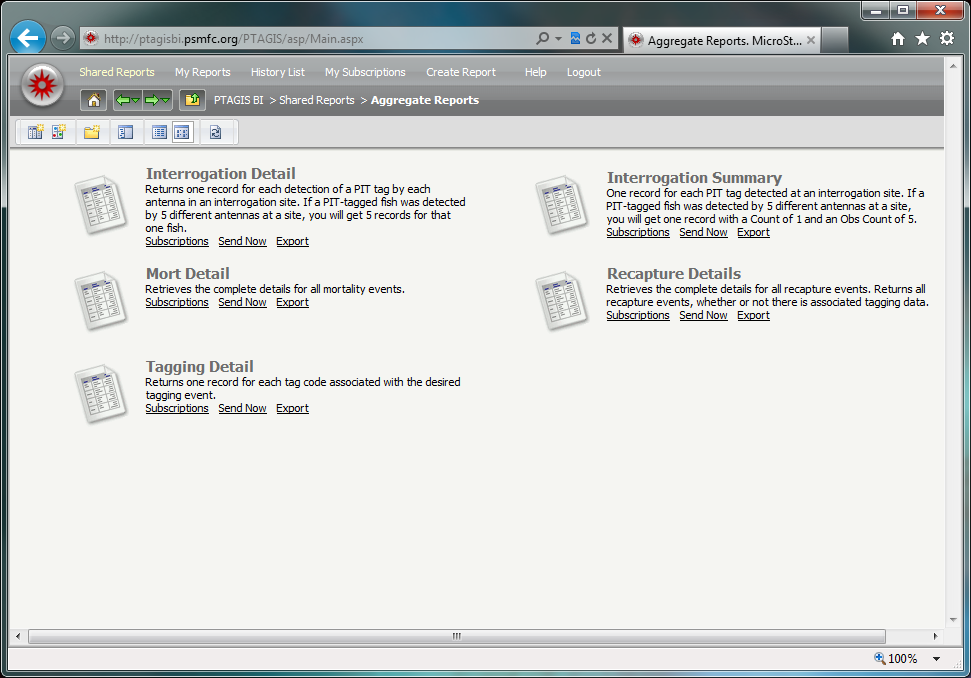 http://ptagisbi.psmfc.org/PTAGIS/asp/Main.aspx
Aggregate Reports. MicroSt...
Shared Reports My Reports History List My Subscriptions Create Report Help Logout
PTAGIS BI > Shared Reports > Aggregate Reports
Interrogation Detail
Returns one record for each detection of a PIT tag by each
antenna in an interrogation site. If a PIT-tagged fish was detected
by 5 different antennas at a site, you will get 5 records for that
one fish.
Subscriptions Send Now Export
Interrogation Summary
One record for each PIT tag detected at an interrogation site. If a
PIT-tagged fish was detected by 5 different antennas at a site,
you will get one record with a Count of 1 and an Obs Count of 5.
Subscriptions Send Now Export
Mort Detail
Retrieves the complete details for all mortality events.
Subscriptions Send Now Export
Recapture Details
Retrieves the complete details for all recapture events. Returns all
recapture events, whether or not there is associated tagging data.
Subscriptions Send Now Export
Tagging Detail
Returns one record for each tag code associated with the desired
tagging event.
Subscriptions Send Now Export
100%